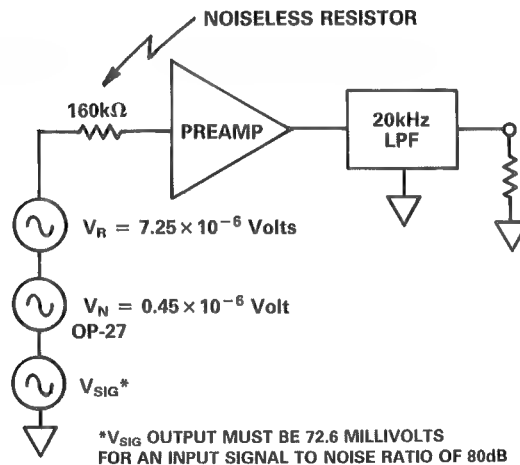 NOISELESS RESISTOR
160kΩ
PREAMP
20kHz
LPF
V_R = 7.25 × 10⁻⁶ Volts
V_N = 0.45 × 10⁻⁶ Volt
OP-27
V_SIG*
*V_SIG OUTPUT MUST BE 72.6 MILLIVOLTS
FOR AN INPUT SIGNAL TO NOISE RATIO OF 80dB